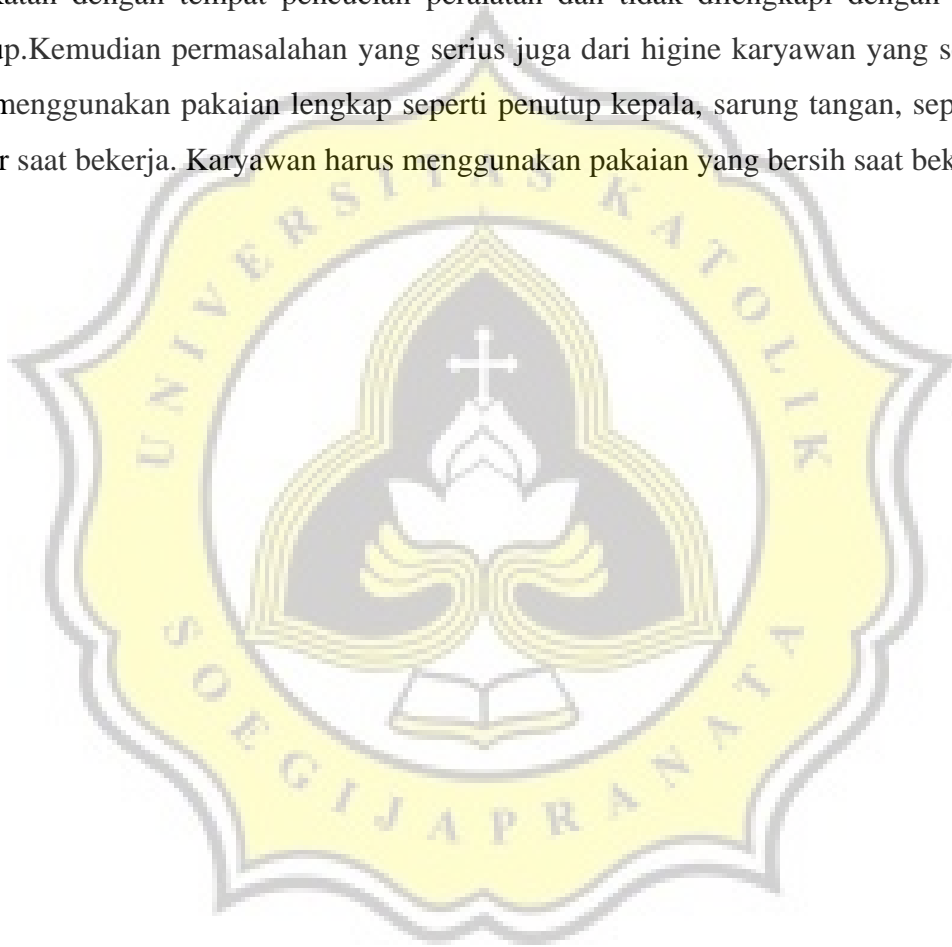 dengan tempat pencucian peralatan dan tidak dilengkapi dengan
up.Kemudian permasalahan yang serius juga dari higine karyawan yang s
menggunakan pakaian lengkap seperti penutup kepala, sarung tangan, sep
r saat bekerja. Karyawan harus menggunakan pakaian yang bersih saat bek
UNIVERSITAS KATOLIK
SOEGIJAPRANATA